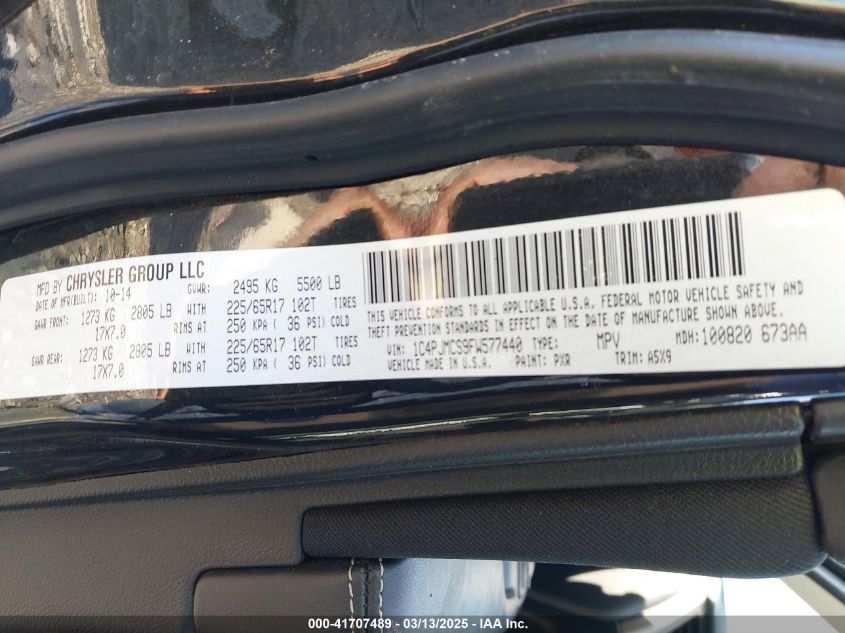 MFD BY CHRYSLER GROUP LLC
DATE OF MFR(BUILT): 10-14 GVWR: 2495 KG 5500 LB
GAWR FRONT: 1273 KG 2805 LB WITH 225/65R17 102T TIRES
17X7.0 RIMS AT 250 KPA ( 36 PSI) COLD
GAWR REAR: 1273 KG 2805 LB WITH 225/65R17 102T TIRES
17X7.0 RIMS AT 250 KPA ( 36 PSI) COLD
THIS VEHICLE CONFORMS TO ALL APPLICABLE U.S.A. FEDERAL MOTOR VEHICLE SAFETY AND
THEFT PREVENTION STANDARDS IN EFFECT ON THE DATE OF MANUFACTURE SHOWN ABOVE.
VIN: 1C4PJMCS9FW577440 TYPE: MPV MDH: 100820 673AA
VEHICLE MADE IN U.S.A. PAINT: PXR TRIM: A5X9
000-41707489 - 03/13/2025 - IAA Inc.